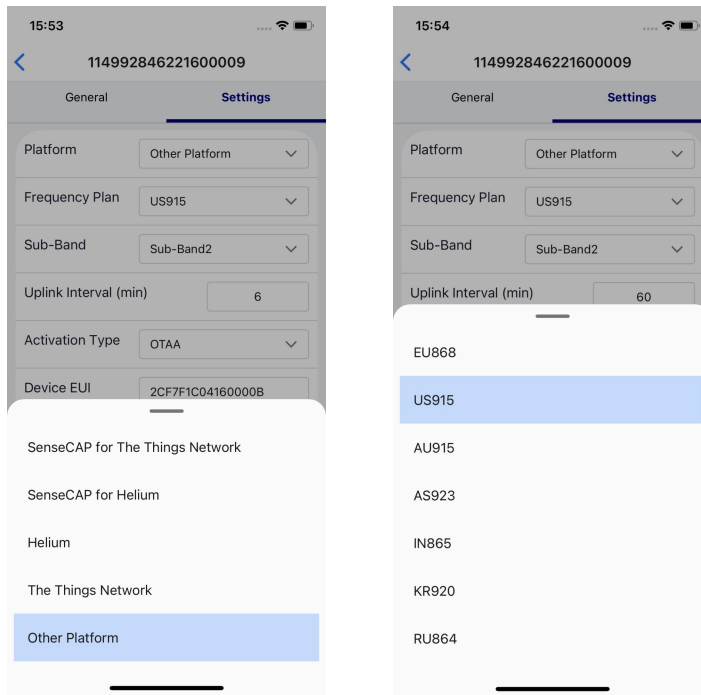 15:53
114992846221600009
General Settings
Platform Other Platform
Frequency Plan US915
Sub-Band Sub-Band2
Uplink Interval (min) 6
Activation Type OTAA
Device EUI 2CF7F1C04160000B
SenseCAP for The Things Network
SenseCAP for Helium
Helium
The Things Network
Other Platform
15:54
114992846221600009
General Settings
Platform Other Platform
Frequency Plan US915
Sub-Band Sub-Band2
Uplink Interval (min) 60
EU868
US915
AU915
AS923
IN865
KR920
RU864